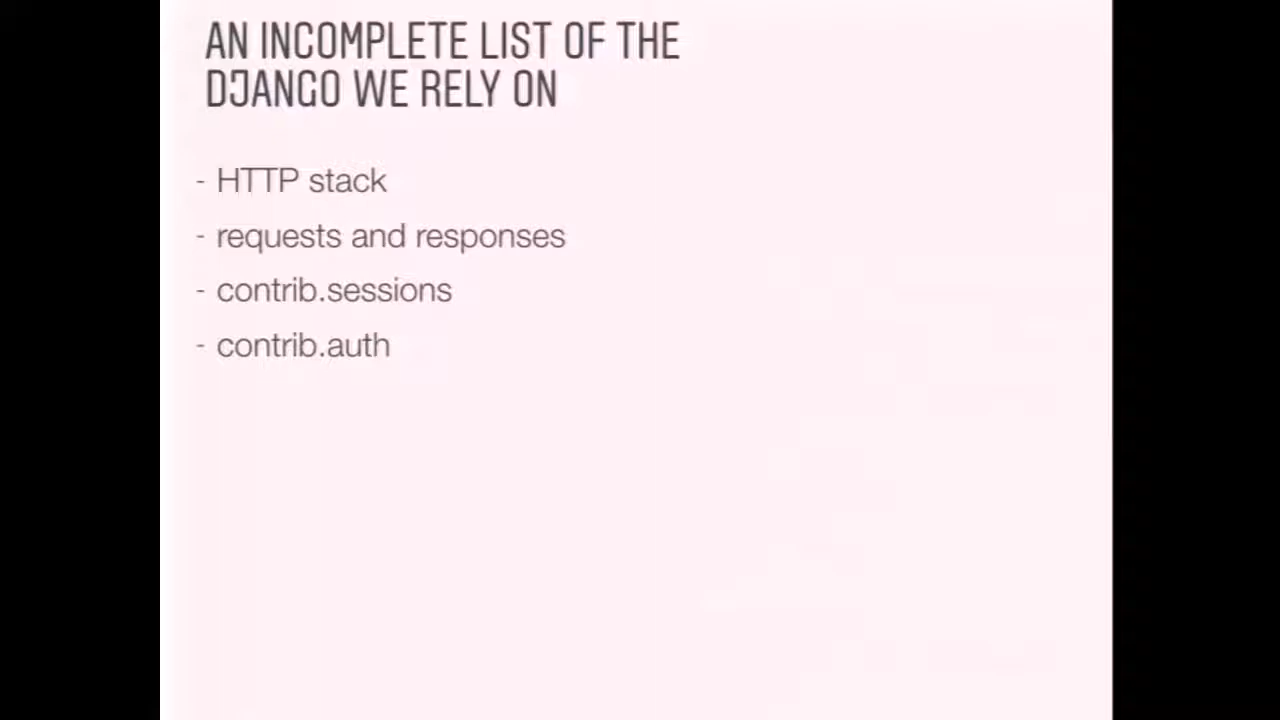 AN INCOMPLETE LIST OF THE
DJANGO WE RELY ON
- HTTP stack
- requests and responses
- contrib.sessions
- contrib.auth